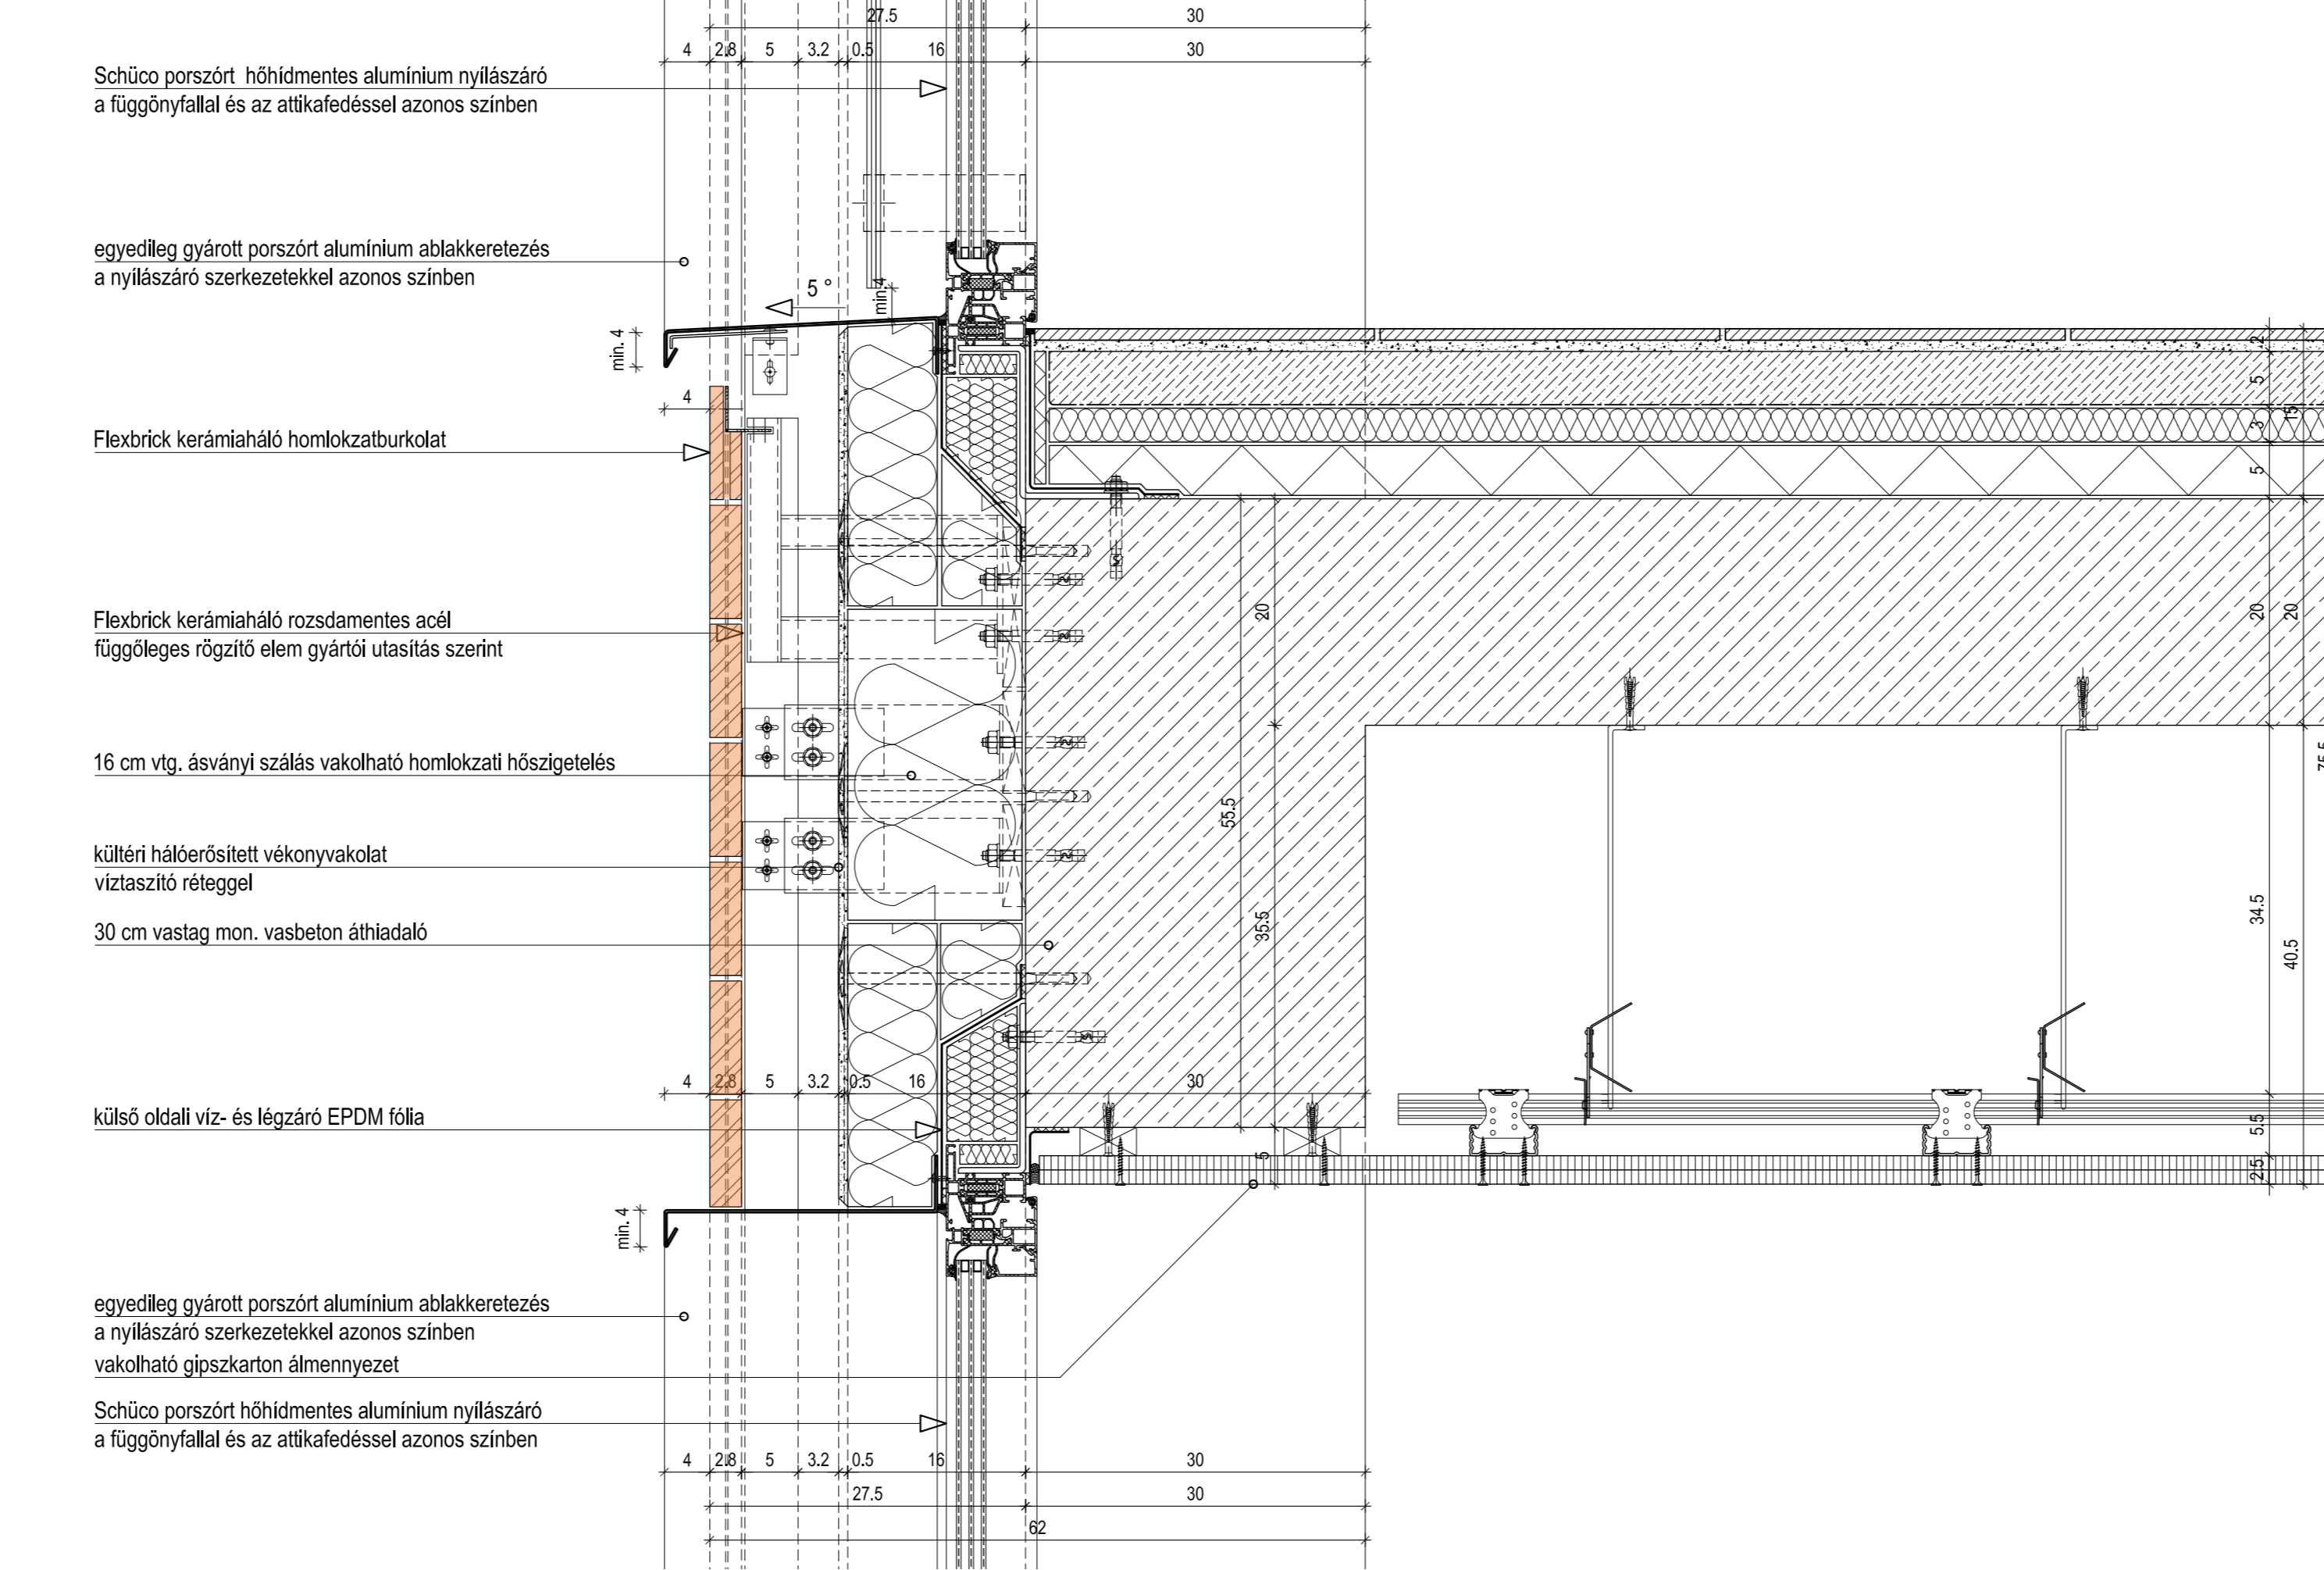 27.5
30
4
2.8
5
3.2
0.5
16
30
Schüco porszórt hőhídmentes alumínium nyílászáró
a függönyfallal és az attikafedéssel azonos színben
egyedileg gyárott porszórt alumínium ablakkeretezés
a nyílászáró szerkezetekkel azonos színben
5 °
min. 4
min. 4
4
Flexbrick kerámiaháló homlokzatburkolat
Flexbrick kerámiaháló rozsdamentes acél
függőleges rögzítő elem gyártói utasítás szerint
16 cm vtg. ásványi szálás vakolható homlokzati hőszigetelés
kültéri hálóerősített vékonyvakolat
víztaszító réteggel
30 cm vastag mon. vasbeton áthiadaló
2
5
3
5
15
20
20
20
75.5
55.5
35.5
34.5
40.5
4
2.8
5
3.2
0.5
16
30
külső oldali víz- és légzáró EPDM fólia
5
5.5
2.5
min. 4
egyedileg gyárott porszórt alumínium ablakkeretezés
a nyílászáró szerkezetekkel azonos színben
vakolható gipszkarton álmennyezet
Schüco porszórt hőhídmentes alumínium nyílászáró
a függönyfallal és az attikafedéssel azonos színben
4
2.8
5
3.2
0.5
16
30
27.5
30
62